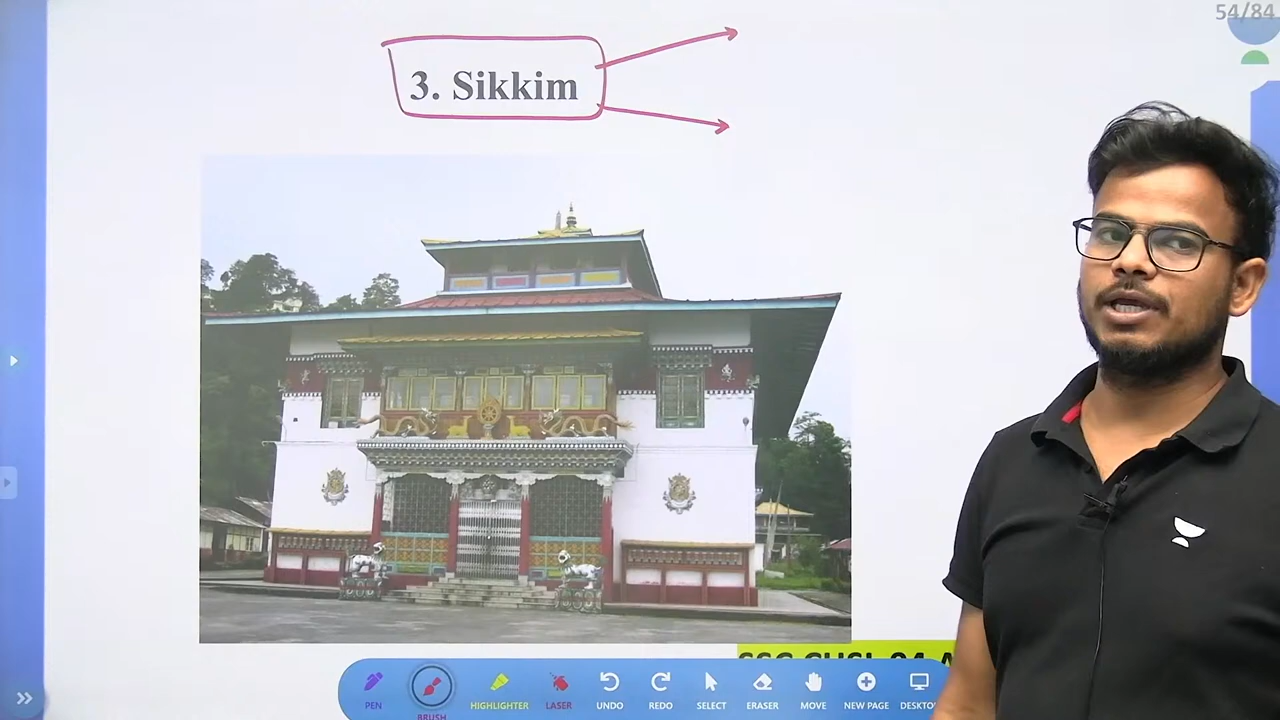 54/84
3. Sikkim
PEN
BRUSH
HIGHLIGHTER
LASER
UNDO
REDO
SELECT
ERASER
MOVE
NEW PAGE